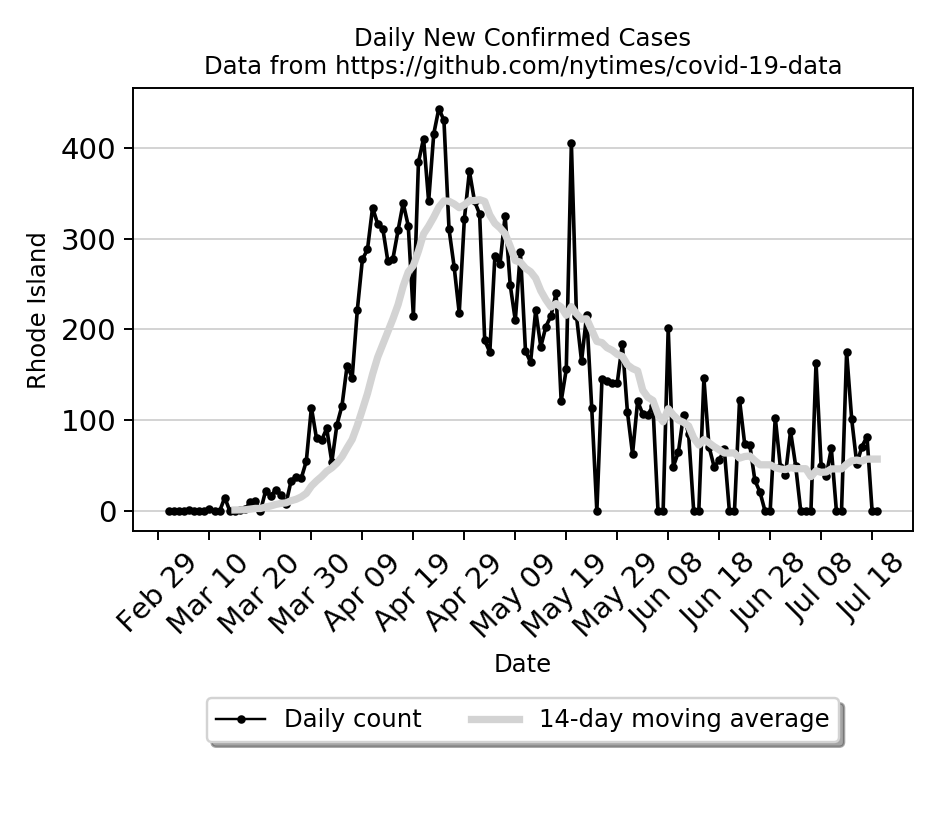 Daily New Confirmed Cases
Data from https://github.com/nytimes/covid-19-data
Rhode Island
400
300
200
100
0
Feb 29
Mar 10
Mar 20
Mar 30
Apr 09
Apr 19
Apr 29
May 09
May 19
May 29
Jun 08
Jun 18
Jun 28
Jul 08
Jul 18
Date
Daily count
14-day moving average